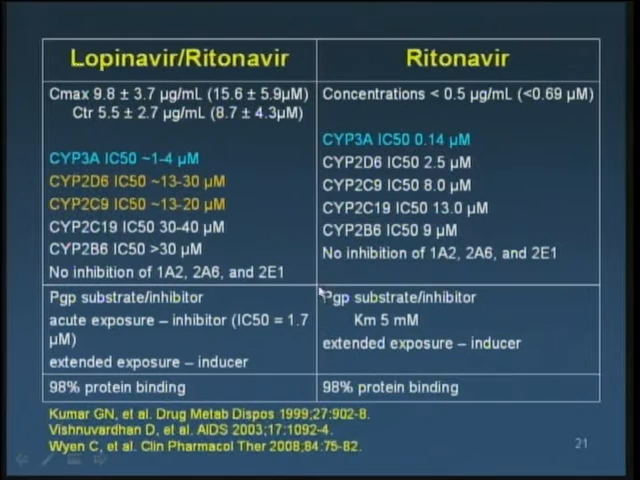 Lopinavir/Ritonavir
Cmax 9.8 ± 3.7 µg/mL (15.6 ± 5.9µM)
Ctr 5.5 ± 2.7 µg/mL (8.7 ± 4.3µM)
CYP3A IC50 ~1-4 µM
CYP2D6 IC50 ~13-30 µM
CYP2C9 IC50 ~13-20 µM
CYP2C19 IC50 30-40 µM
CYP2B6 IC50 >30 µM
No inhibition of 1A2, 2A6, and 2E1
Ritonavir
Concentrations < 0.5 µg/mL (<0.69 µM)
CYP3A IC50 0.14 µM
CYP2D6 IC50 2.5 µM
CYP2C9 IC50 8.0 µM
CYP2C19 IC50 13.0 µM
CYP2B6 IC50 9 µM
No inhibition of 1A2, 2A6, and 2E1
Pgp substrate/inhibitor
acute exposure – inhibitor (IC50 = 1.7
µM)
extended exposure – inducer
Pgp substrate/inhibitor
Km 5 mM
extended exposure – inducer
98% protein binding
98% protein binding
Kumar GN, et al. Drug Metab Dispos 1999;27:902-8.
Vishnuvardhan D, et al. AIDS 2003;17:1092-4.
Wyen C, et al. Clin Pharmacol Ther 2008;84:75-82.
21